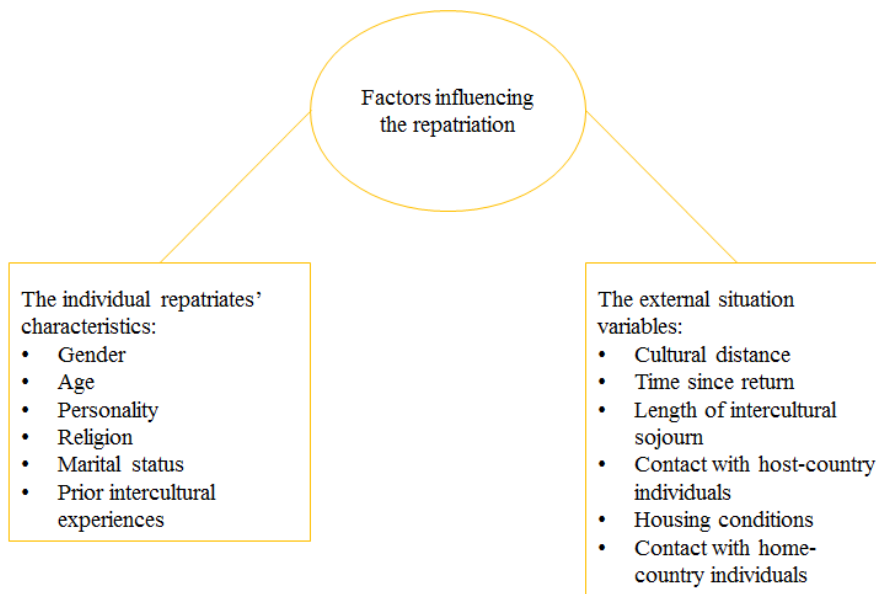 Factors influencing
the repatriation
The individual repatriates’
characteristics:
• Gender
• Age
• Personality
• Religion
• Marital status
• Prior intercultural
experiences
The external situation
variables:
• Cultural distance
• Time since return
• Length of intercultural
sojourn
• Contact with host-country
individuals
• Housing conditions
• Contact with home-
country individuals